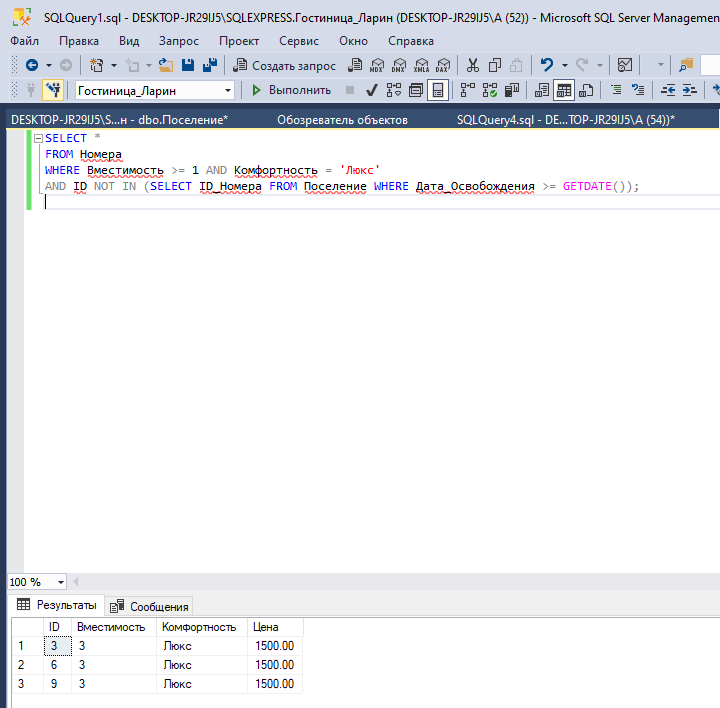 SQLQuery1.sql - DESKTOP-JR29IJ5\SQLEXPRESS.Гостиница_Ларин (DESKTOP-JR29IJ5\A (52)) - Microsoft SQL Server Managemen
Файл Правка Вид Запрос Проект Сервис Окно Справка
Создать запрос MDX DMX XMLA DAX
Гостиница_Ларин Выполнить
DESKTOP-JR29IJ5\S...н - dbo.Поселение* Обозреватель объектов SQLQuery4.sql - DE...TOP-JR29IJ5\A (54))*
SELECT *
FROM Номера
WHERE Вместимость >= 1 AND Комфортность = 'Люкс'
AND ID NOT IN (SELECT ID_Номера FROM Поселение WHERE Дата_Освобождения >= GETDATE());
100 %
Результаты Сообщения
ID Вместимость Комфортность Цена
1 3 3 Люкс 1500.00
2 6 3 Люкс 1500.00
3 9 3 Люкс 1500.00